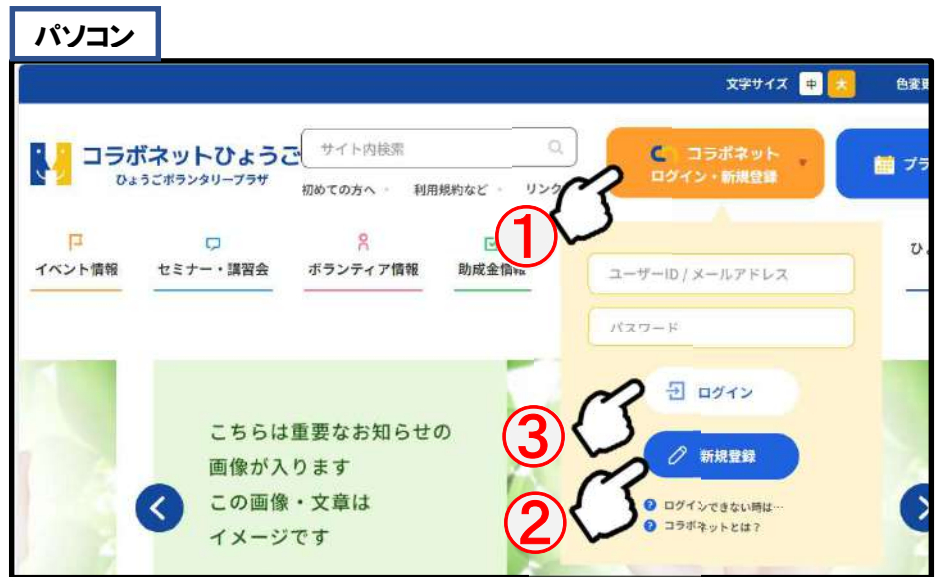 パソコン
文字サイズ 中 大 色変
コラボネットひょうご
ひょうごボランタリープラザ
サイト内検索
初めての方へ 利用規約など リンク
コラボネット
ログイン・新規登録
プラ
①
イベント情報 セミナー・講習会 ボランティア情報 助成金情報
ひ
ユーザーID / メールアドレス
パスワード
ログイン
③
新規登録
②
ログインできない時は…
コラボネットとは？
こちらは重要なお知らせの
画像が入ります
この画像・文章は
イメージです